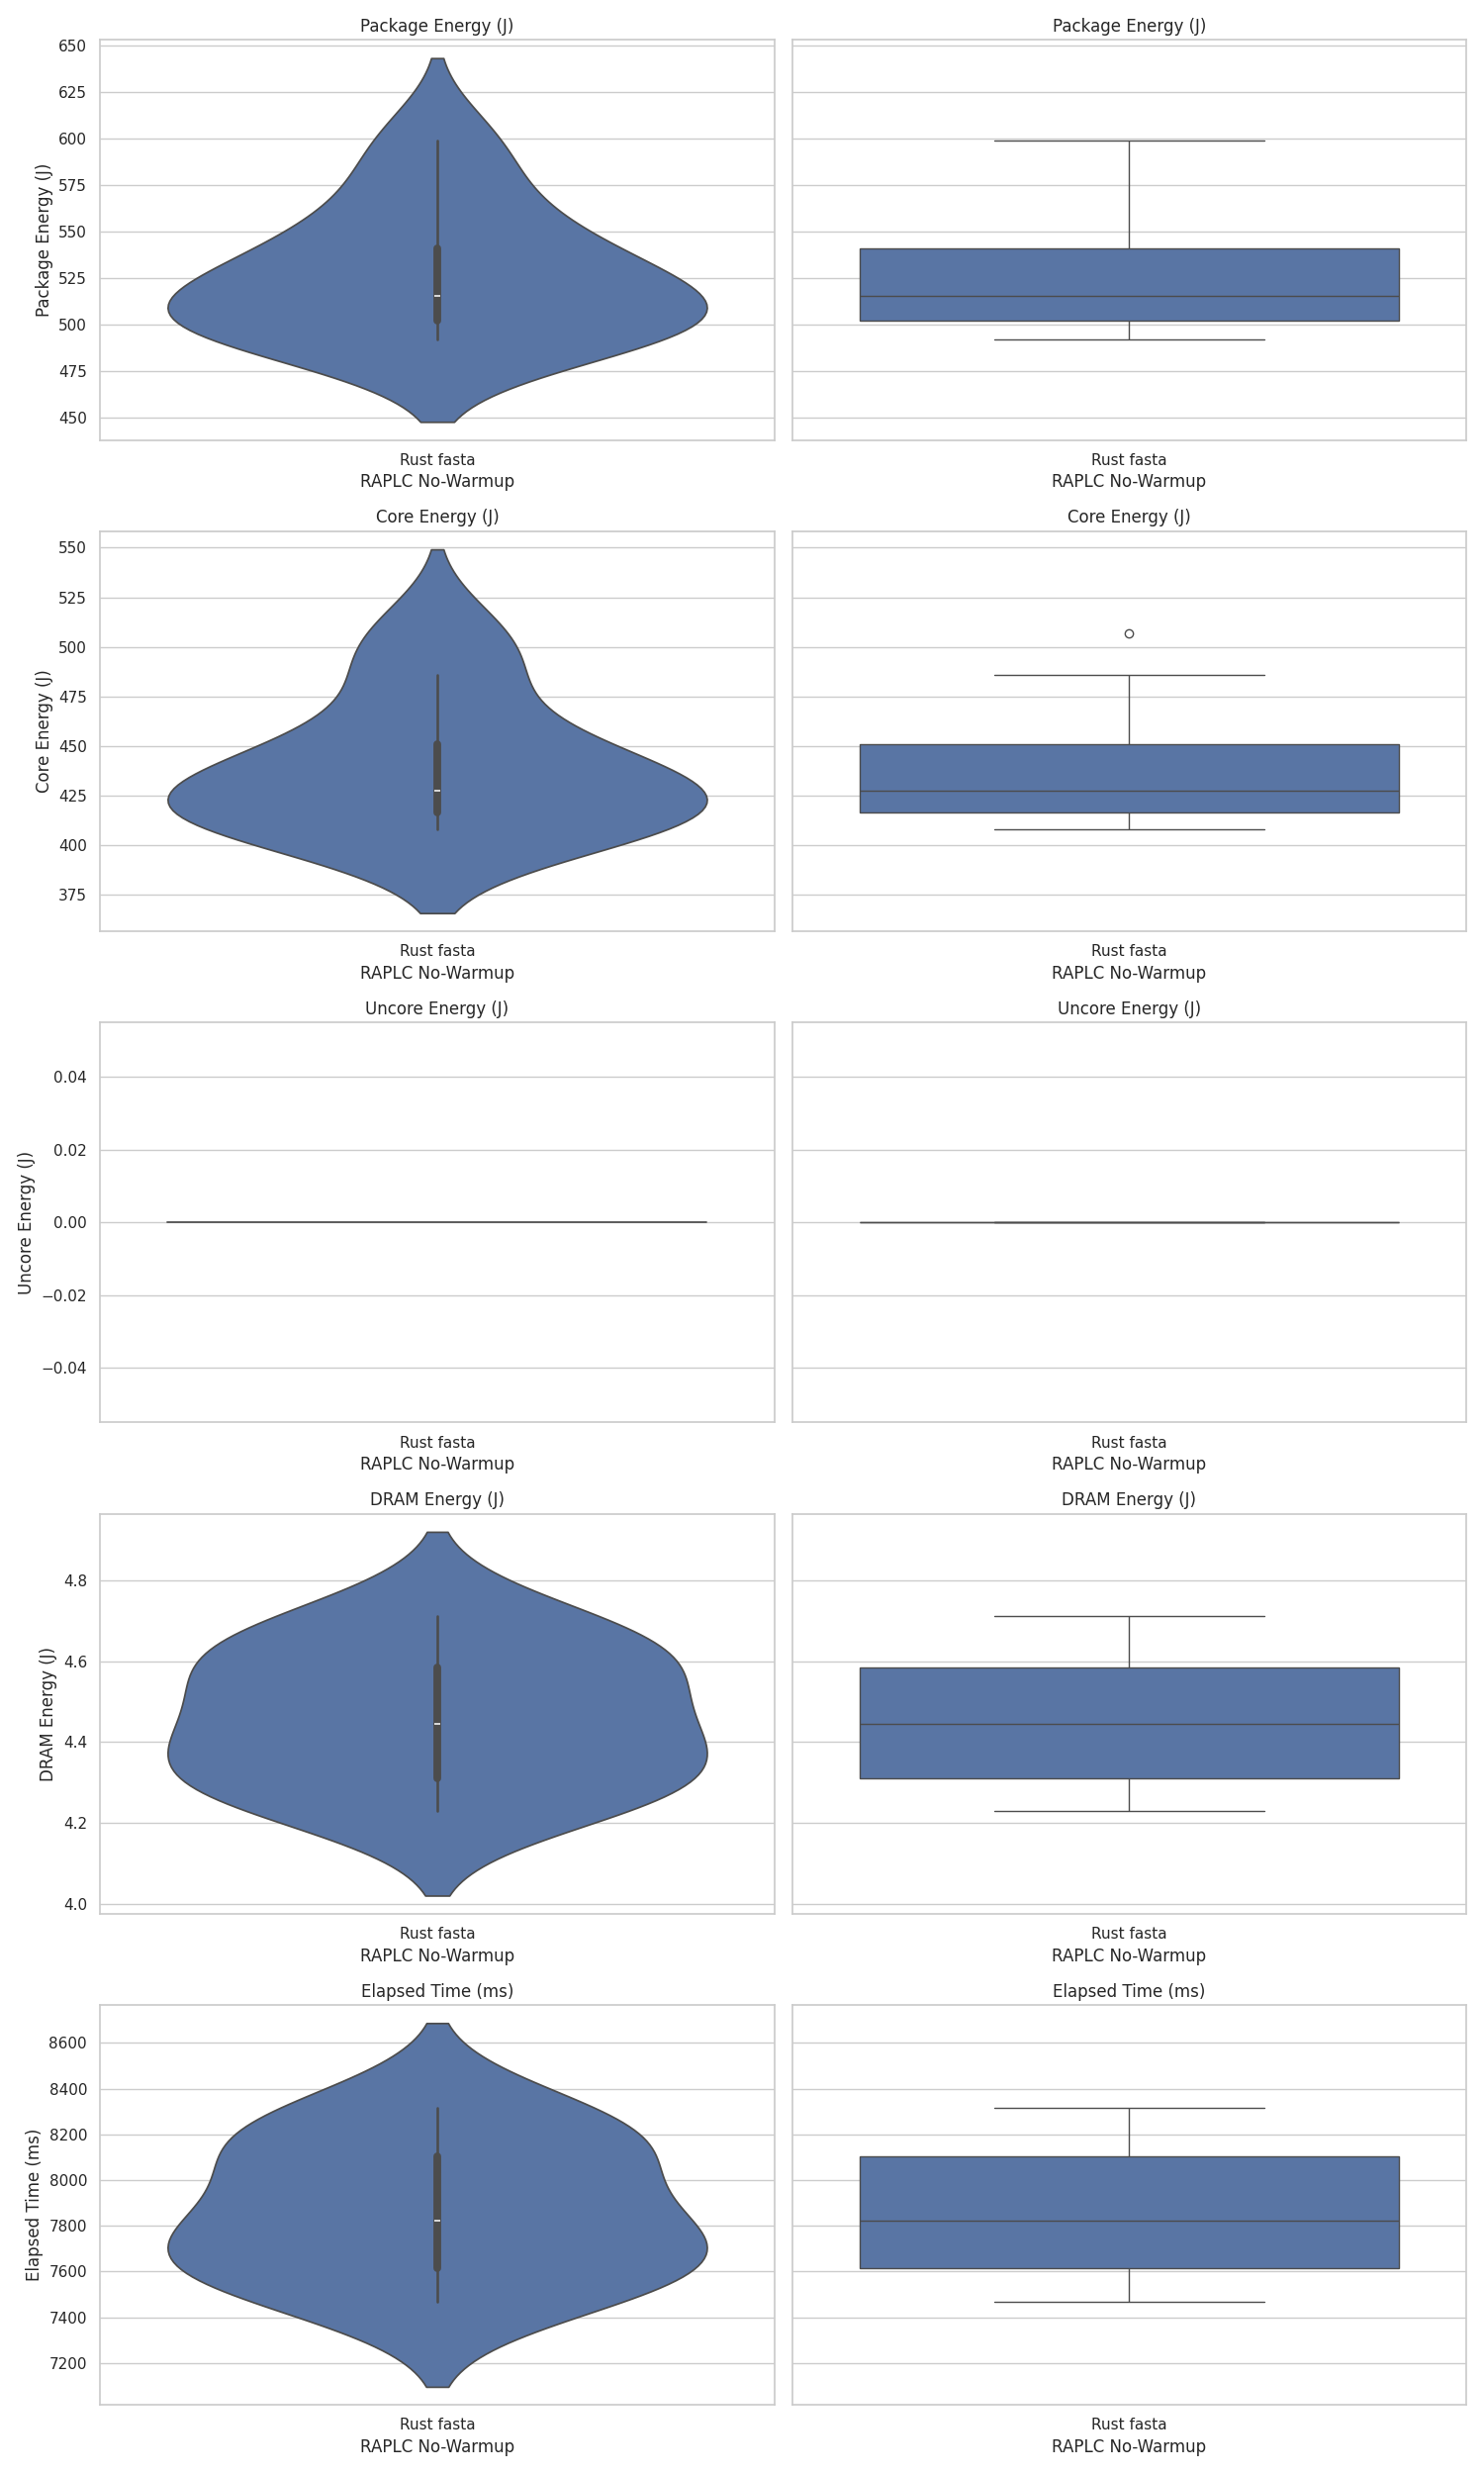 Package Energy (J)
Package Energy (J)
650
625
600
575
550
525
500
475
450
Package Energy (J)
Rust fasta
RAPLC No-Warmup
Rust fasta
RAPLC No-Warmup
Core Energy (J)
Core Energy (J)
550
525
500
475
450
425
400
375
Core Energy (J)
Rust fasta
RAPLC No-Warmup
Rust fasta
RAPLC No-Warmup
Uncore Energy (J)
Uncore Energy (J)
0.04
0.02
0.00
−0.02
−0.04
Uncore Energy (J)
Rust fasta
RAPLC No-Warmup
Rust fasta
RAPLC No-Warmup
DRAM Energy (J)
DRAM Energy (J)
4.8
4.6
4.4
4.2
4.0
DRAM Energy (J)
Rust fasta
RAPLC No-Warmup
Rust fasta
RAPLC No-Warmup
Elapsed Time (ms)
Elapsed Time (ms)
8600
8400
8200
8000
7800
7600
7400
7200
Elapsed Time (ms)
Rust fasta
RAPLC No-Warmup
Rust fasta
RAPLC No-Warmup